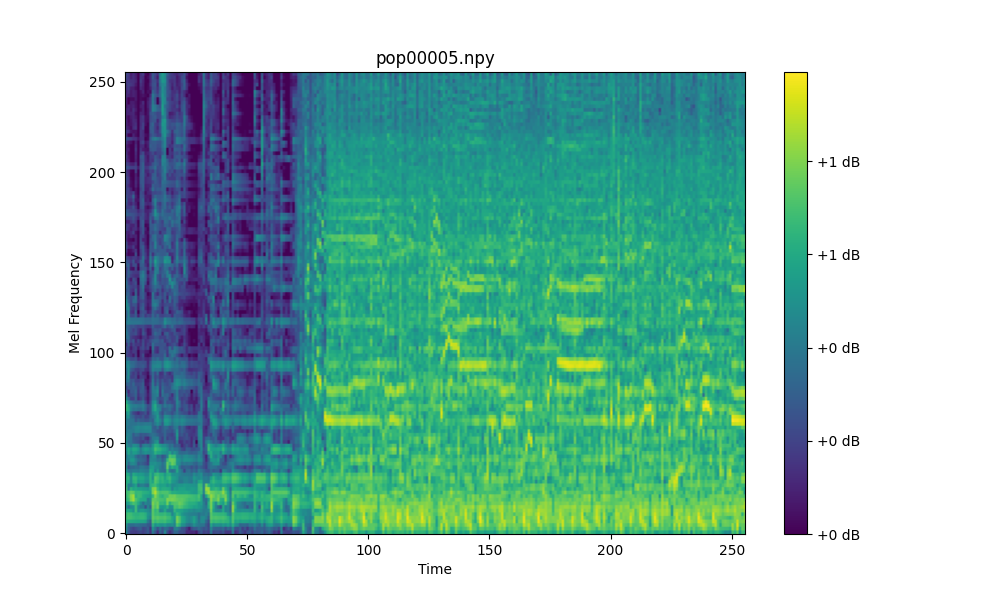 pop00005.npy
Mel Frequency
250
200
150
100
50
0
0 50 100 150 200 250
Time
+1 dB
+1 dB
+0 dB
+0 dB
+0 dB